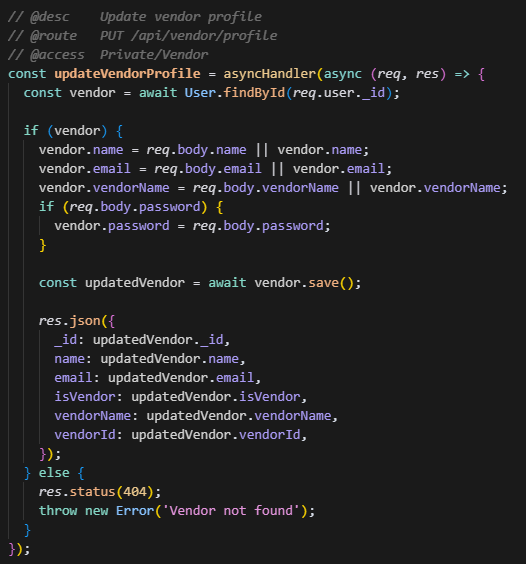 // @desc    Update vendor profile
// @route   PUT /api/vendor/profile
// @access  Private/Vendor
const updateVendorProfile = asyncHandler(async (req, res) => {
  const vendor = await User.findById(req.user._id);

  if (vendor) {
    vendor.name = req.body.name || vendor.name;
    vendor.email = req.body.email || vendor.email;
    vendor.vendorName = req.body.vendorName || vendor.vendorName;
    if (req.body.password) {
      vendor.password = req.body.password;
    }

    const updatedVendor = await vendor.save();

    res.json({
      _id: updatedVendor._id,
      name: updatedVendor.name,
      email: updatedVendor.email,
      isVendor: updatedVendor.isVendor,
      vendorName: updatedVendor.vendorName,
      vendorId: updatedVendor.vendorId,
    });
  } else {
    res.status(404);
    throw new Error('Vendor not found');
  }
});